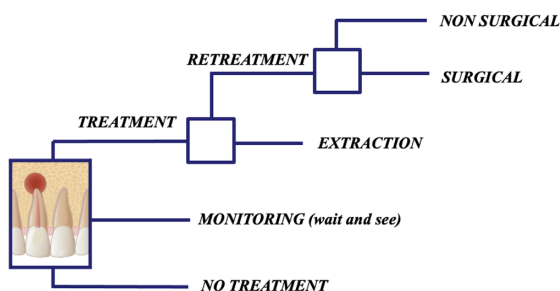 NON SURGICAL
RETREATMENT
SURGICAL
TREATMENT
EXTRACTION
MONITORING (wait and see)
NO TREATMENT